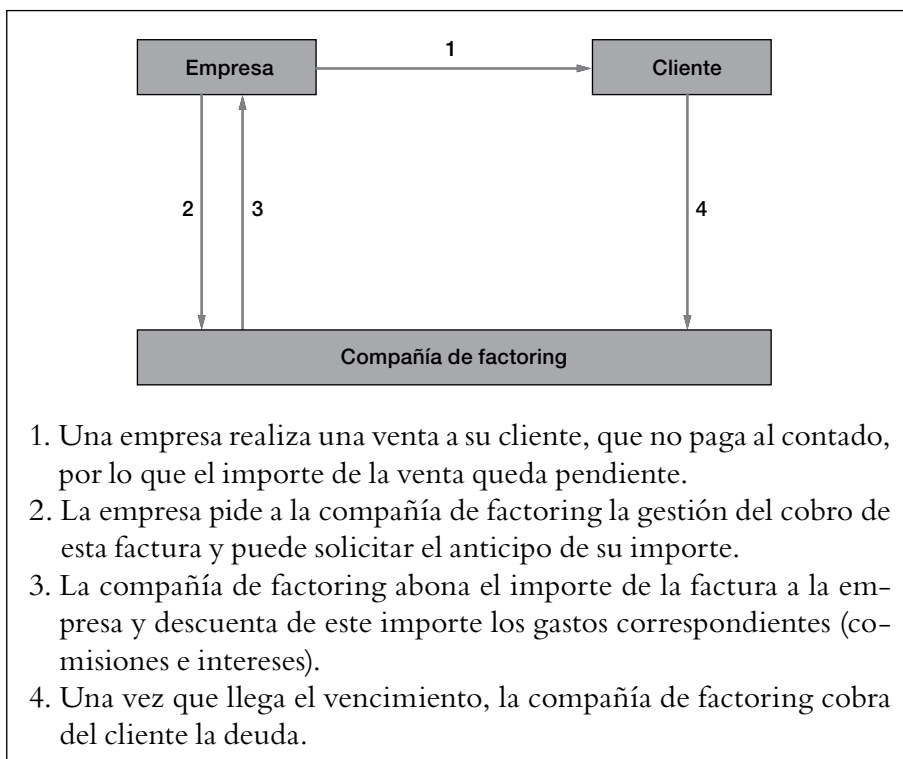 1
Empresa
Cliente
2
3
4
Compañía de factoring
1. Una empresa realiza una venta a su cliente, que no paga al contado,
por lo que el importe de la venta queda pendiente.
2. La empresa pide a la compañía de factoring la gestión del cobro de
esta factura y puede solicitar el anticipo de su importe.
3. La compañía de factoring abona el importe de la factura a la em-
presa y descuenta de este importe los gastos correspondientes (co-
misiones e intereses).
4. Una vez que llega el vencimiento, la compañía de factoring cobra
del cliente la deuda.